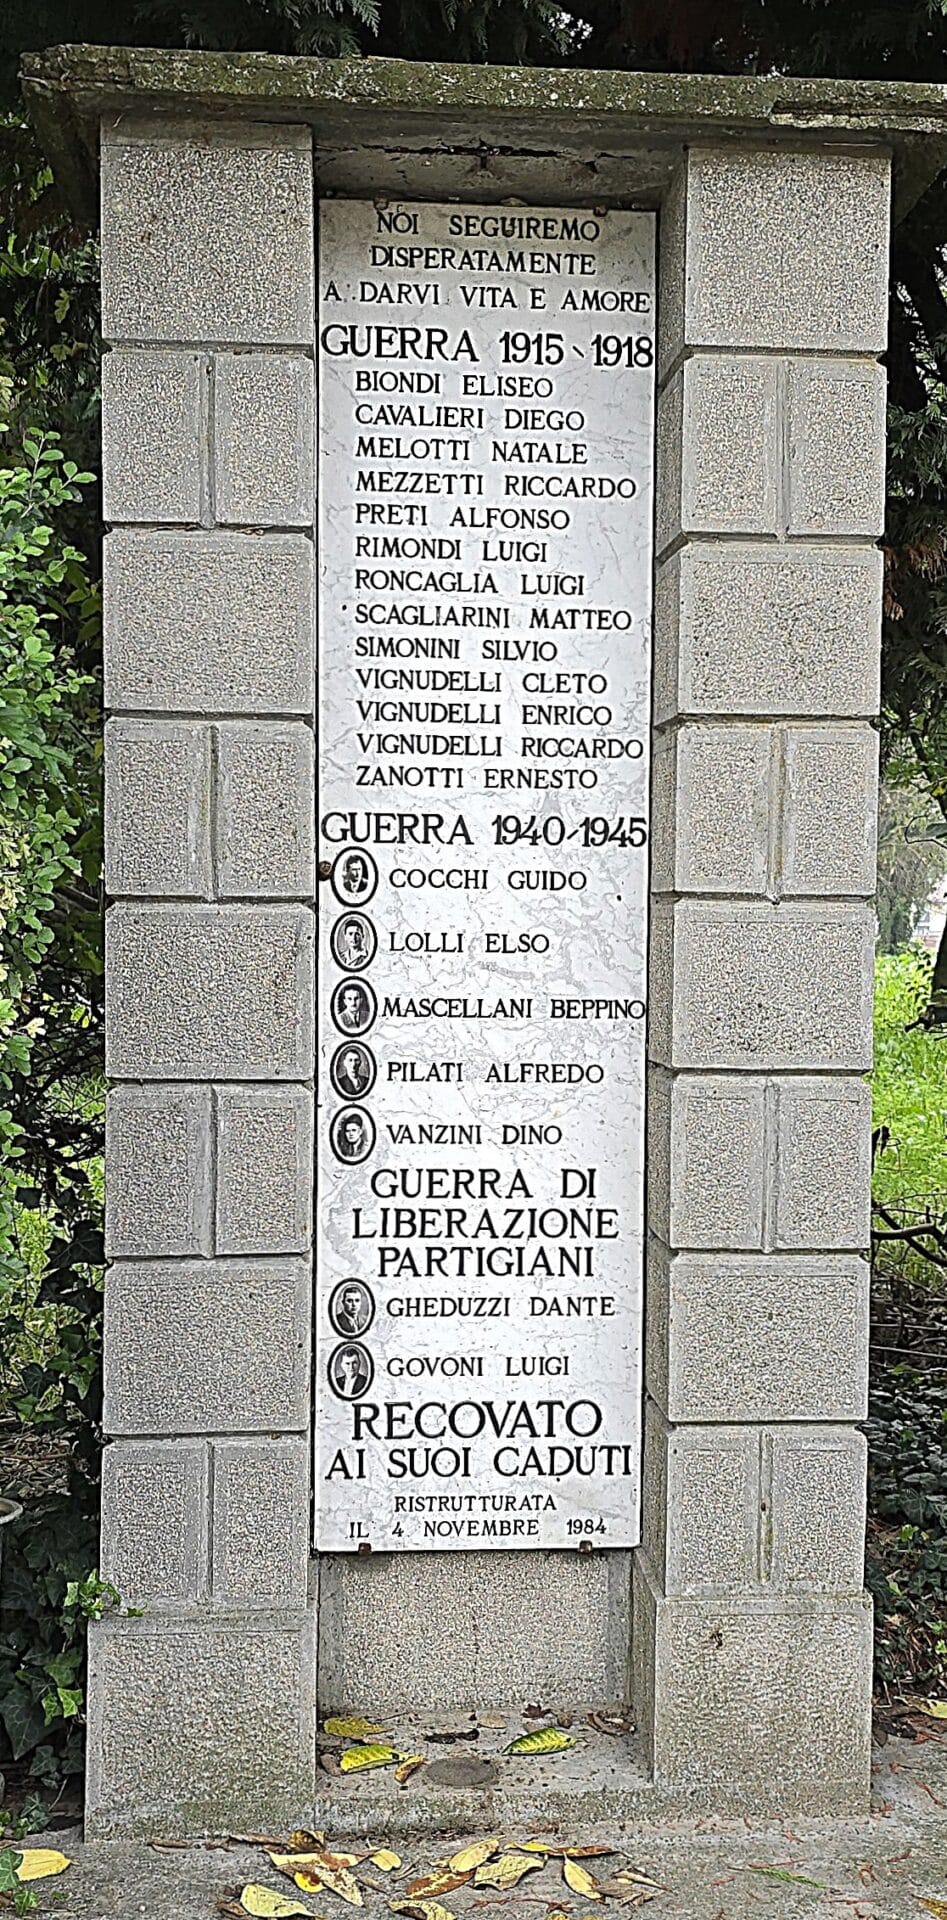 NOI SEGUIREMO
DISPERATAMENTE
A DARVI VITA E AMORE
GUERRA 1915-1918
BIONDI ELISEO
CAVALIERI DIEGO
MELOTTI NATALE
MEZZETTI RICCARDO
PRETI ALFONSO
RIMONDI LUIGI
RONCAGLIA LUIGI
SCAGLIARINI MATTEO
SIMONINI SILVIO
VIGNUDELLI CLETO
VIGNUDELLI ENRICO
VIGNUDELLI RICCARDO
ZANOTTI ERNESTO
GUERRA 1940-1945
COCCHI GUIDO
LOLLI ELSO
MASCELLANI BEPPINO
PILATI ALFREDO
VANZINI DINO
GUERRA DI
LIBERAZIONE
PARTIGIANI
GHEDUZZI DANTE
GOVONI LUIGI
RECOVATO
AI SUOI CADUTI
RISTRUTTURATA
IL 4 NOVEMBRE 1984